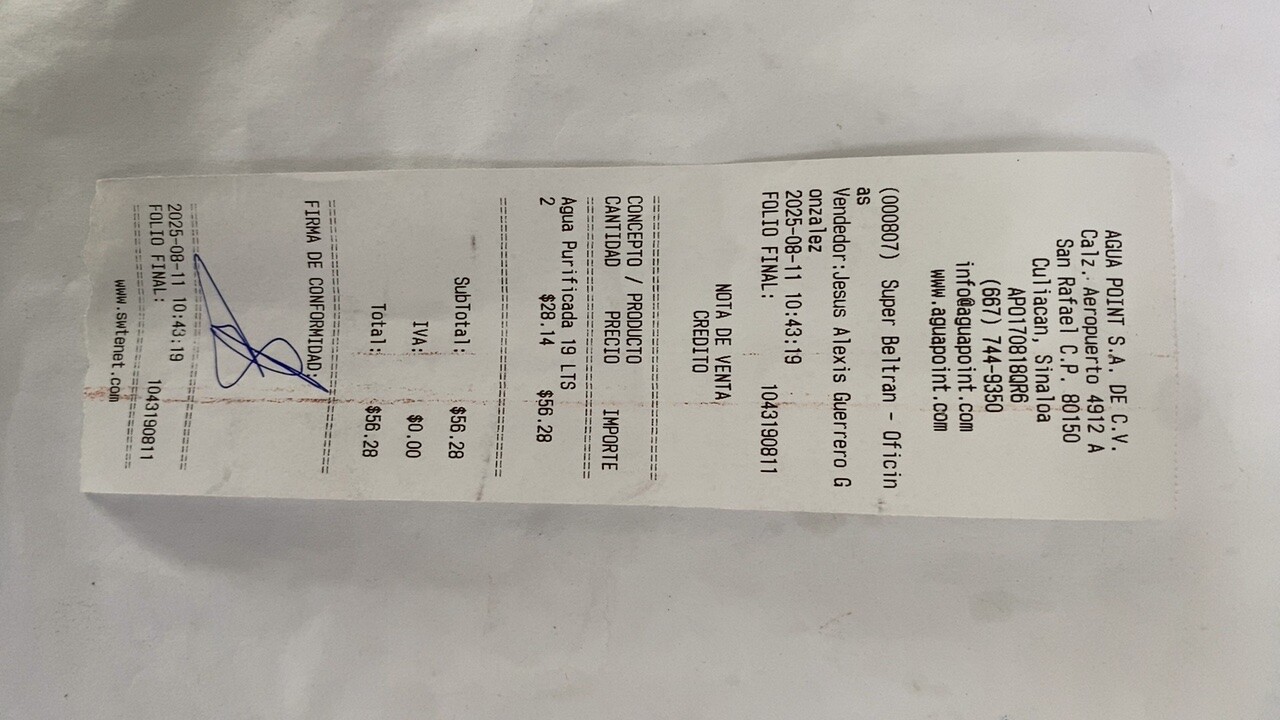 AGUA POINT S.A. DE C.V.
Calz. Aeropuerto 4912 A
San Rafael C.P. 80150
Culiacan, Sinaloa
APO170818QR6
(667) 744-9350
info@aguapoint.com
www.aguapoint.com
(000807) Super Beltran - Oficin
as
Vendedor:Jesus Alexis Guerrero G
onzalez
2025-08-11 10:43:19
FOLIO FINAL: 1043190811
NOTA DE VENTA
CREDITO
================================
CONCEPTO / PRODUCTO
CANTIDAD PRECIO IMPORTE
================================
Agua Purificada 19 LTS
2 $28.14 $56.28
================================
SubTotal: $56.28
IVA: $0.00
Total: $56.28
================================
FIRMA DE CONFORMIDAD:
================================
2025-08-11 10:43:19
FOLIO FINAL: 1043190811
================================
www.swtenet.com